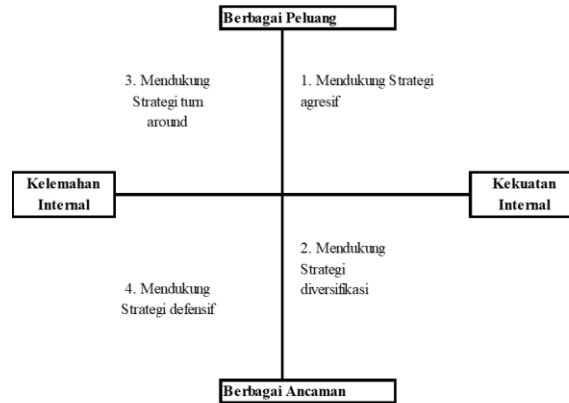 Berbagai Peluang
3. Mendukung
Strategi turn
around
1. Mendukung Strategi
agresif
Kelemahan
Internal
Kekuatan
Internal
4. Mendukung
Strategi defensif
2. Mendukung
Strategi
diversifikasi
Berbagai Ancaman